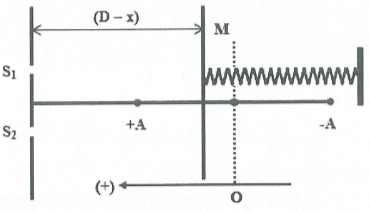 (D – x)
M
S1
S2
+A
-A
(+)
O